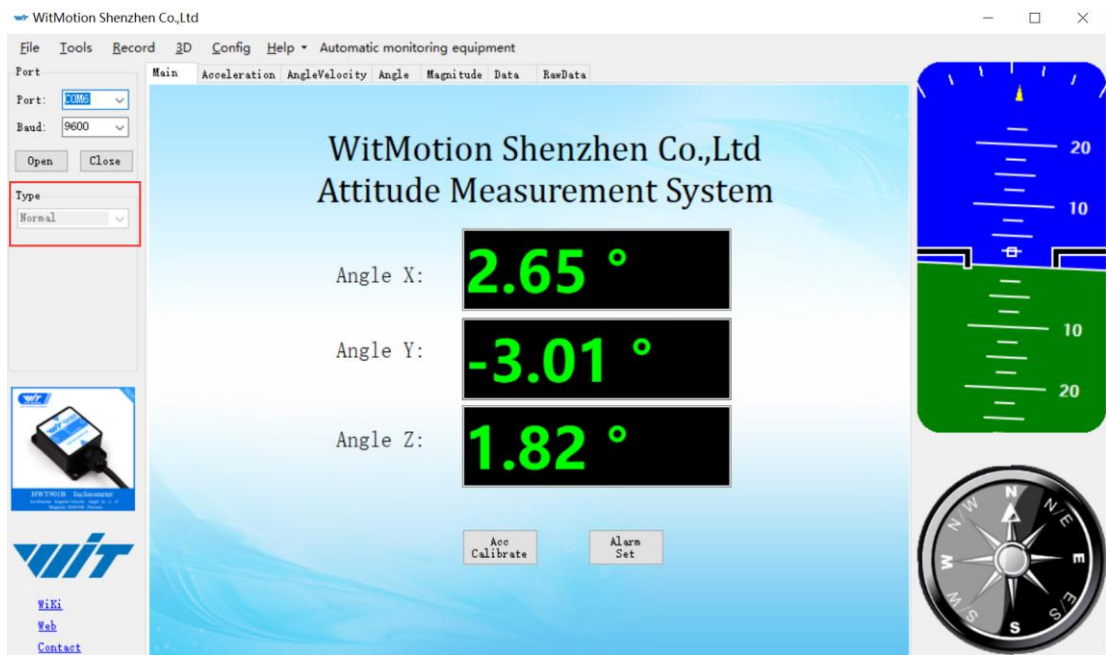 WitMotion Shenzhen Co.,Ltd
File Tools Record 3D Config Help Automatic monitoring equipment
Port
Main Acceleration AngleVelocity Angle Magnitude Data RawData
Port: COM6
Baud: 9600
Open Close
Type
Normal
WitMotion Shenzhen Co.,Ltd
Attitude Measurement System
Angle X: 2.65 °
Angle Y: -3.01 °
Angle Z: 1.82 °
Acc
Calibrate
Alarm
Set
20
10
10
20
WIT
HWT901B Inclinometer
WIT
WiKi
Web
Contact
N
N/E
E
E/S
S
S/W
W
N/W